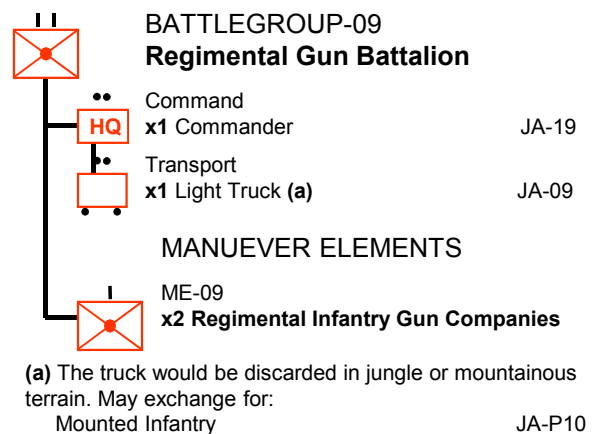 BATTLEGROUP-09
Regimental Gun Battalion
Command
HQ x1 Commander JA-19
Transport
x1 Light Truck (a) JA-09
MANUEVER ELEMENTS
ME-09
x2 Regimental Infantry Gun Companies
(a) The truck would be discarded in jungle or mountainous
terrain. May exchange for:
Mounted Infantry JA-P10